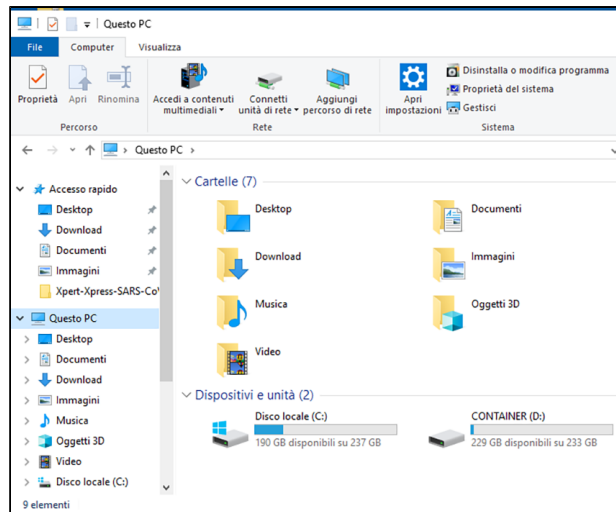 Questo PC
File Computer Visualizza
Proprietà Apri Rinomina Accedi a contenuti multimediali Connetti unità di rete Aggiungi percorso di rete Apri impostazioni Disinstalla o modifica programma
Proprietà del sistema
Gestisci
Percorso Rete Sistema
Questo PC
Accesso rapido
Desktop
Download
Documenti
Immagini
Xpert-Xpress-SARS-CoV
Questo PC
Desktop
Documenti
Download
Immagini
Musica
Oggetti 3D
Video
Disco locale (C:)
Cartelle (7)
Desktop Documenti
Download Immagini
Musica Oggetti 3D
Video
Dispositivi e unità (2)
Disco locale (C:) CONTAINER (D:)
190 GB disponibili su 237 GB 229 GB disponibili su 233 GB
9 elementi